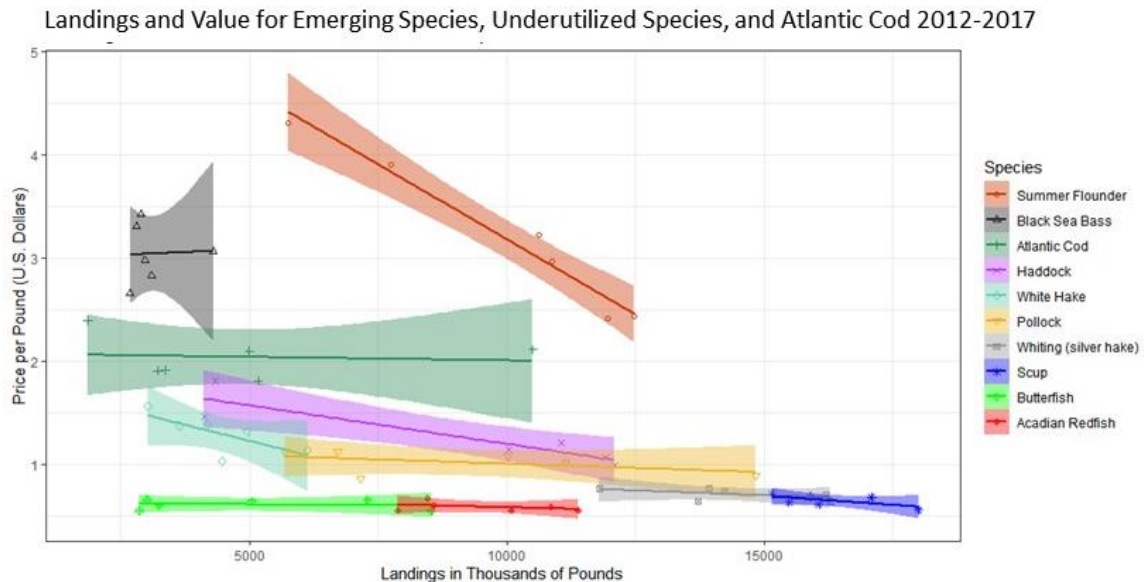 Landings and Value for Emerging Species, Underutilized Species, and Atlantic Cod 2012-2017
5
4
3
2
1
Price per Pound (U.S. Dollars)
5000
10000
15000
Landings in Thousands of Pounds
Species
Summer Flounder
Black Sea Bass
Atlantic Cod
Haddock
White Hake
Pollock
Whiting (silver hake)
Scup
Butterfish
Acadian Redfish